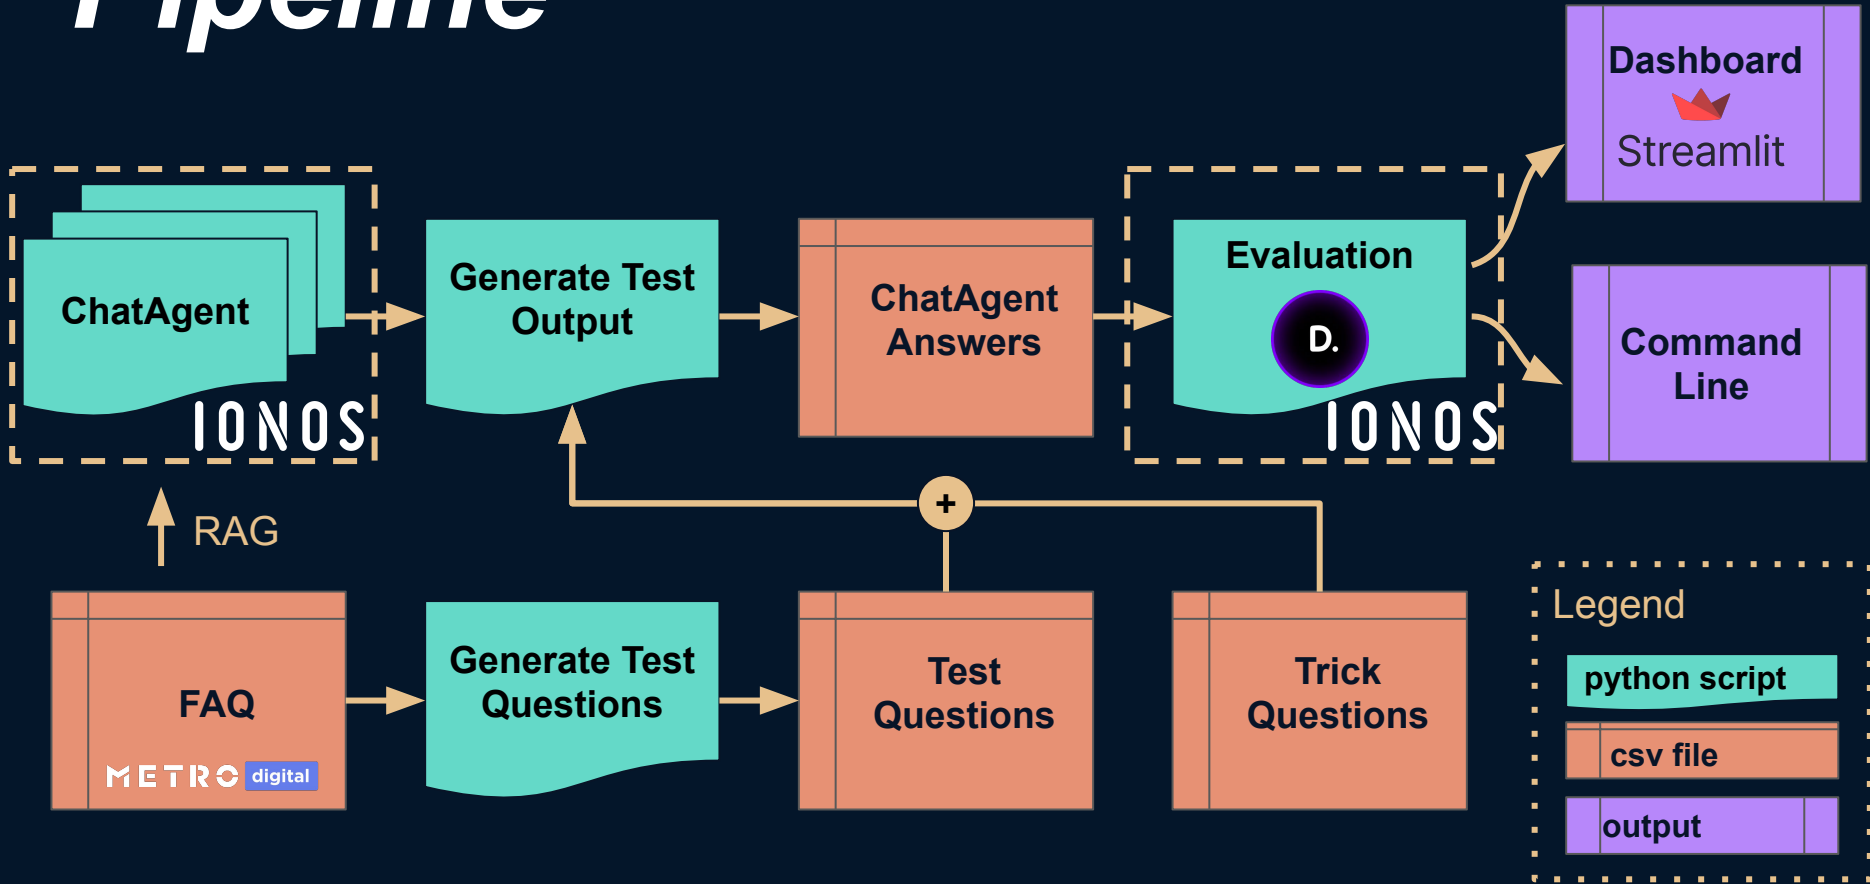 Pipeline
Dashboard
Streamlit
ChatAgent
IONOS
Generate Test
Output
ChatAgent
Answers
Evaluation
D.
IONOS
Command
Line
+
RAG
FAQ
METRO digital
Generate Test
Questions
Test
Questions
Trick
Questions
Legend
python script
csv file
output